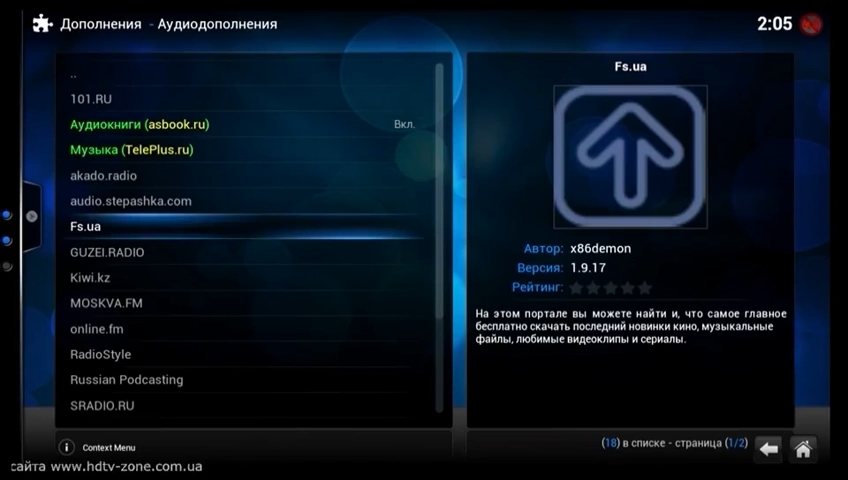 Дополнения - Аудиодополнения
2:05
..
101.RU
Аудиокниги (asbook.ru)
Вкл.
Музыка (TelePlus.ru)
akado.radio
audio.stepashka.com
Fs.ua
GUZEI.RADIO
Kiwi.kz
MOSKVA.FM
online.fm
RadioStyle
Russian Podcasting
SRADIO.RU
Fs.ua
Автор: x86demon
Версия: 1.9.17
Рейтинг:
На этом портале вы можете найти и, что самое главное
бесплатно скачать последний новинки кино, музыкальные
файлы, любимые видеоклипы и сериалы.
Context Menu
(18) в списке - страница (1/2)
сайта www.hdtv-zone.com.ua